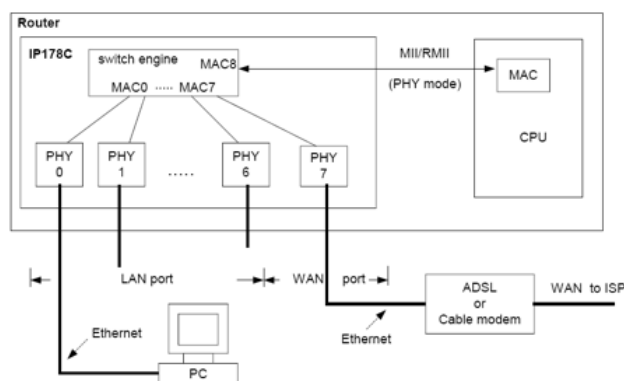 Router
IP178C
switch engine
MAC8
MAC0 ..... MAC7
MII/RMII
(PHY mode)
MAC
CPU
PHY
0
PHY
1
.....
PHY
6
PHY
7
LAN port
WAN port
ADSL
or
Cable modem
WAN to ISP
Ethernet
Ethernet
PC